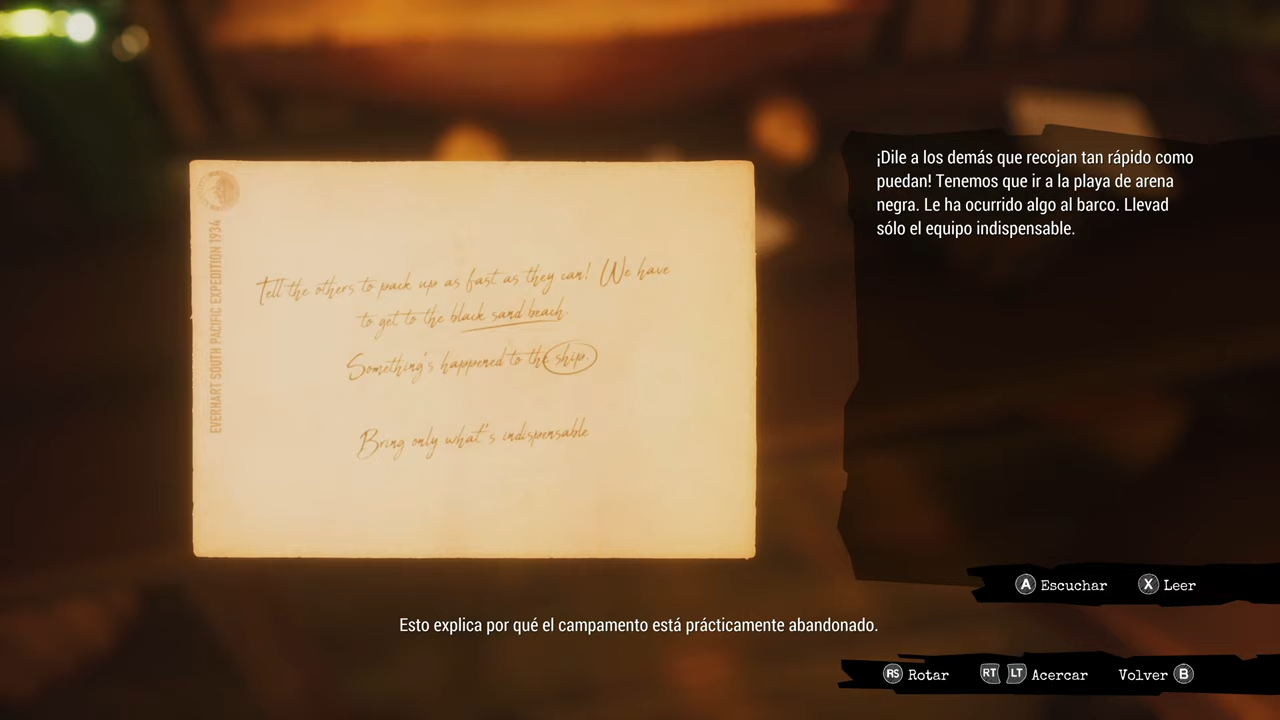 EVERHART SOUTH PACIFIC EXPEDITION 1934
Tell the others to pack up as fast as they can! We have
to get to the black sand beach.
Something's happened to the ship.
Bring only what's indispensable
¡Dile a los demás que recojan tan rápido como
puedan! Tenemos que ir a la playa de arena
negra. Le ha ocurrido algo al barco. Llevad
sólo el equipo indispensable.
A Escuchar X Leer
Esto explica por qué el campamento está prácticamente abandonado.
RS Rotar RT LT Acercar Volver B